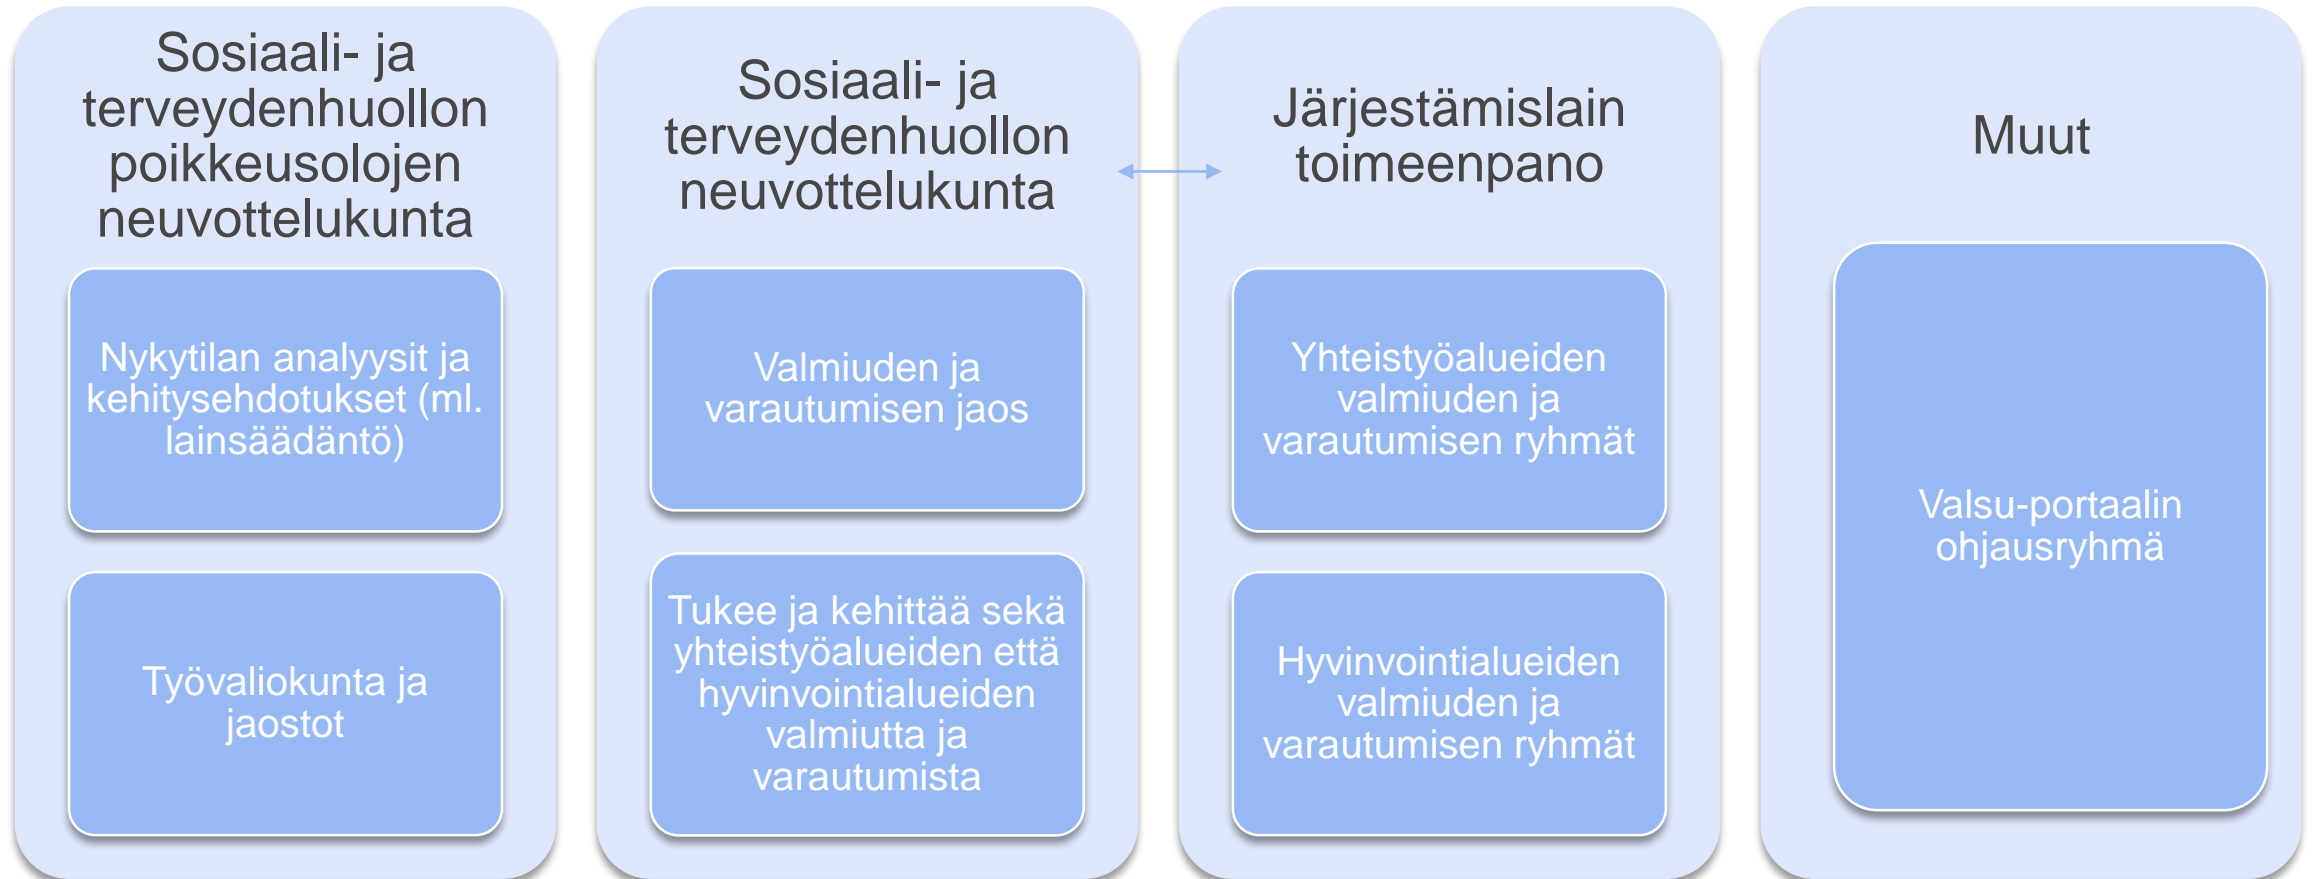 Sosiaali- ja
terveydenhuollon
poikkeusolojen
neuvottelukunta
Nykytilan analyysit ja
kehitysehdotukset (ml.
lainsäädäntö)
Työvaliokunta ja
jaostot
Sosiaali- ja
terveydenhuollon
neuvottelukunta
Valmiuden ja
varautumisen jaos
Tukee ja kehittää sekä
yhteistyöalueiden että
hyvinvointialueiden
valmiutta ja
varautumista
Järjestämislain
toimeenpano
Yhteistyöalueiden
valmiuden ja
varautumisen ryhmät
Hyvinvointialueiden
valmiuden ja
varautumisen ryhmät
Muut
Valsu-portaalin
ohjausryhmä